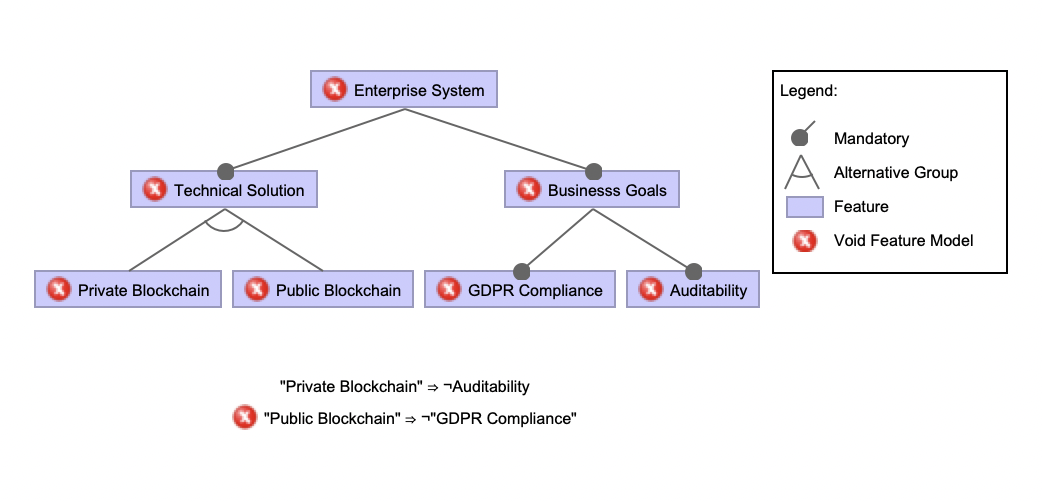 Enterprise System
Technical Solution
Businesss Goals
Private Blockchain
Public Blockchain
GDPR Compliance
Auditability
Legend:
Mandatory
Alternative Group
Feature
Void Feature Model
"Private Blockchain" ⇒ ¬Auditability
"Public Blockchain" ⇒ ¬"GDPR Compliance"